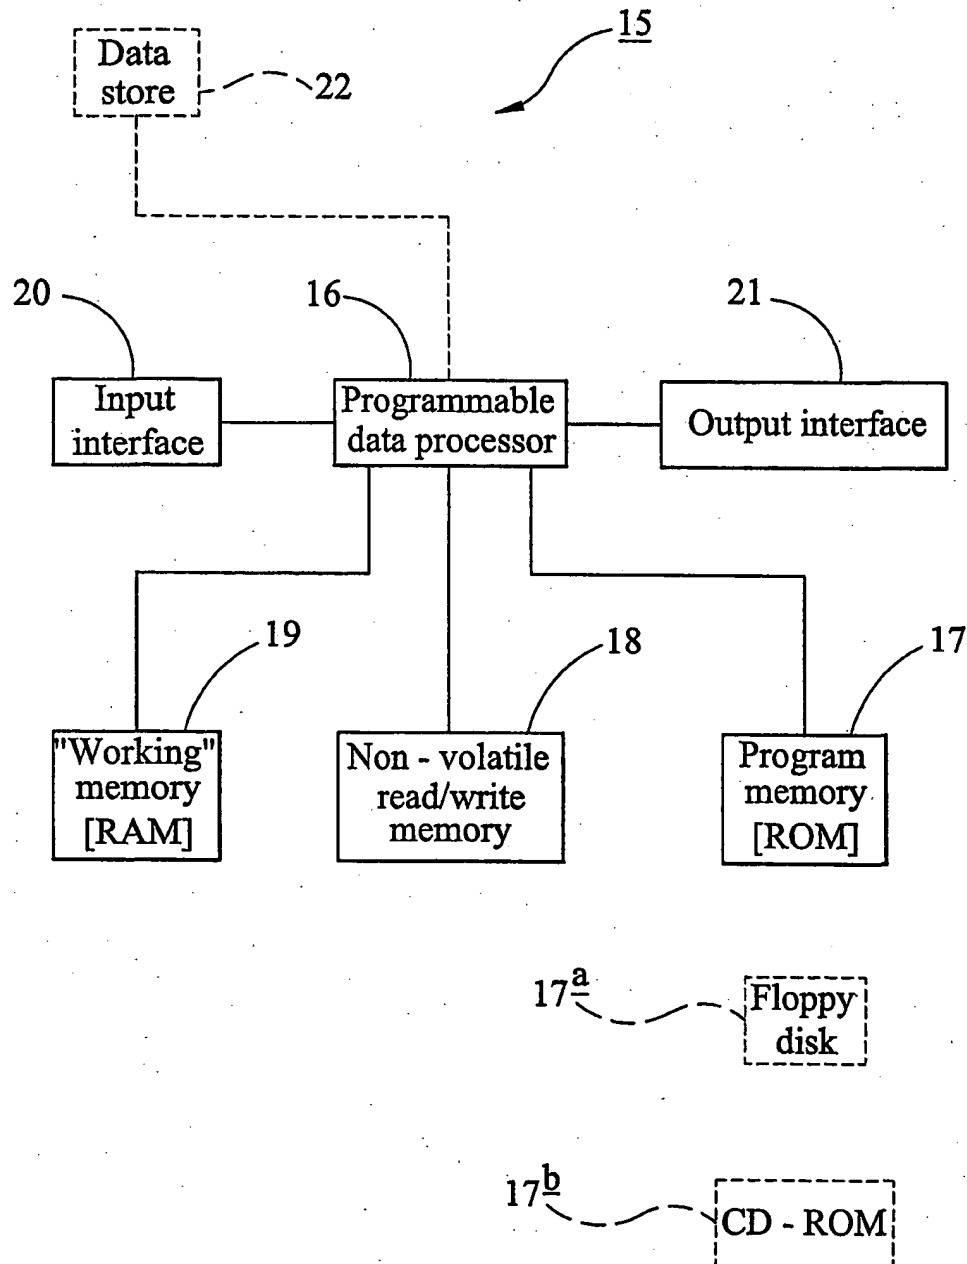 Data
store
22
15
20
16
21
Input
interface
Programmable
data processor
Output interface
19
18
17
"Working"
memory
[RAM]
Non - volatile
read/write
memory
Program
memory
[ROM]
17a
Floppy
disk
17b
CD - ROM